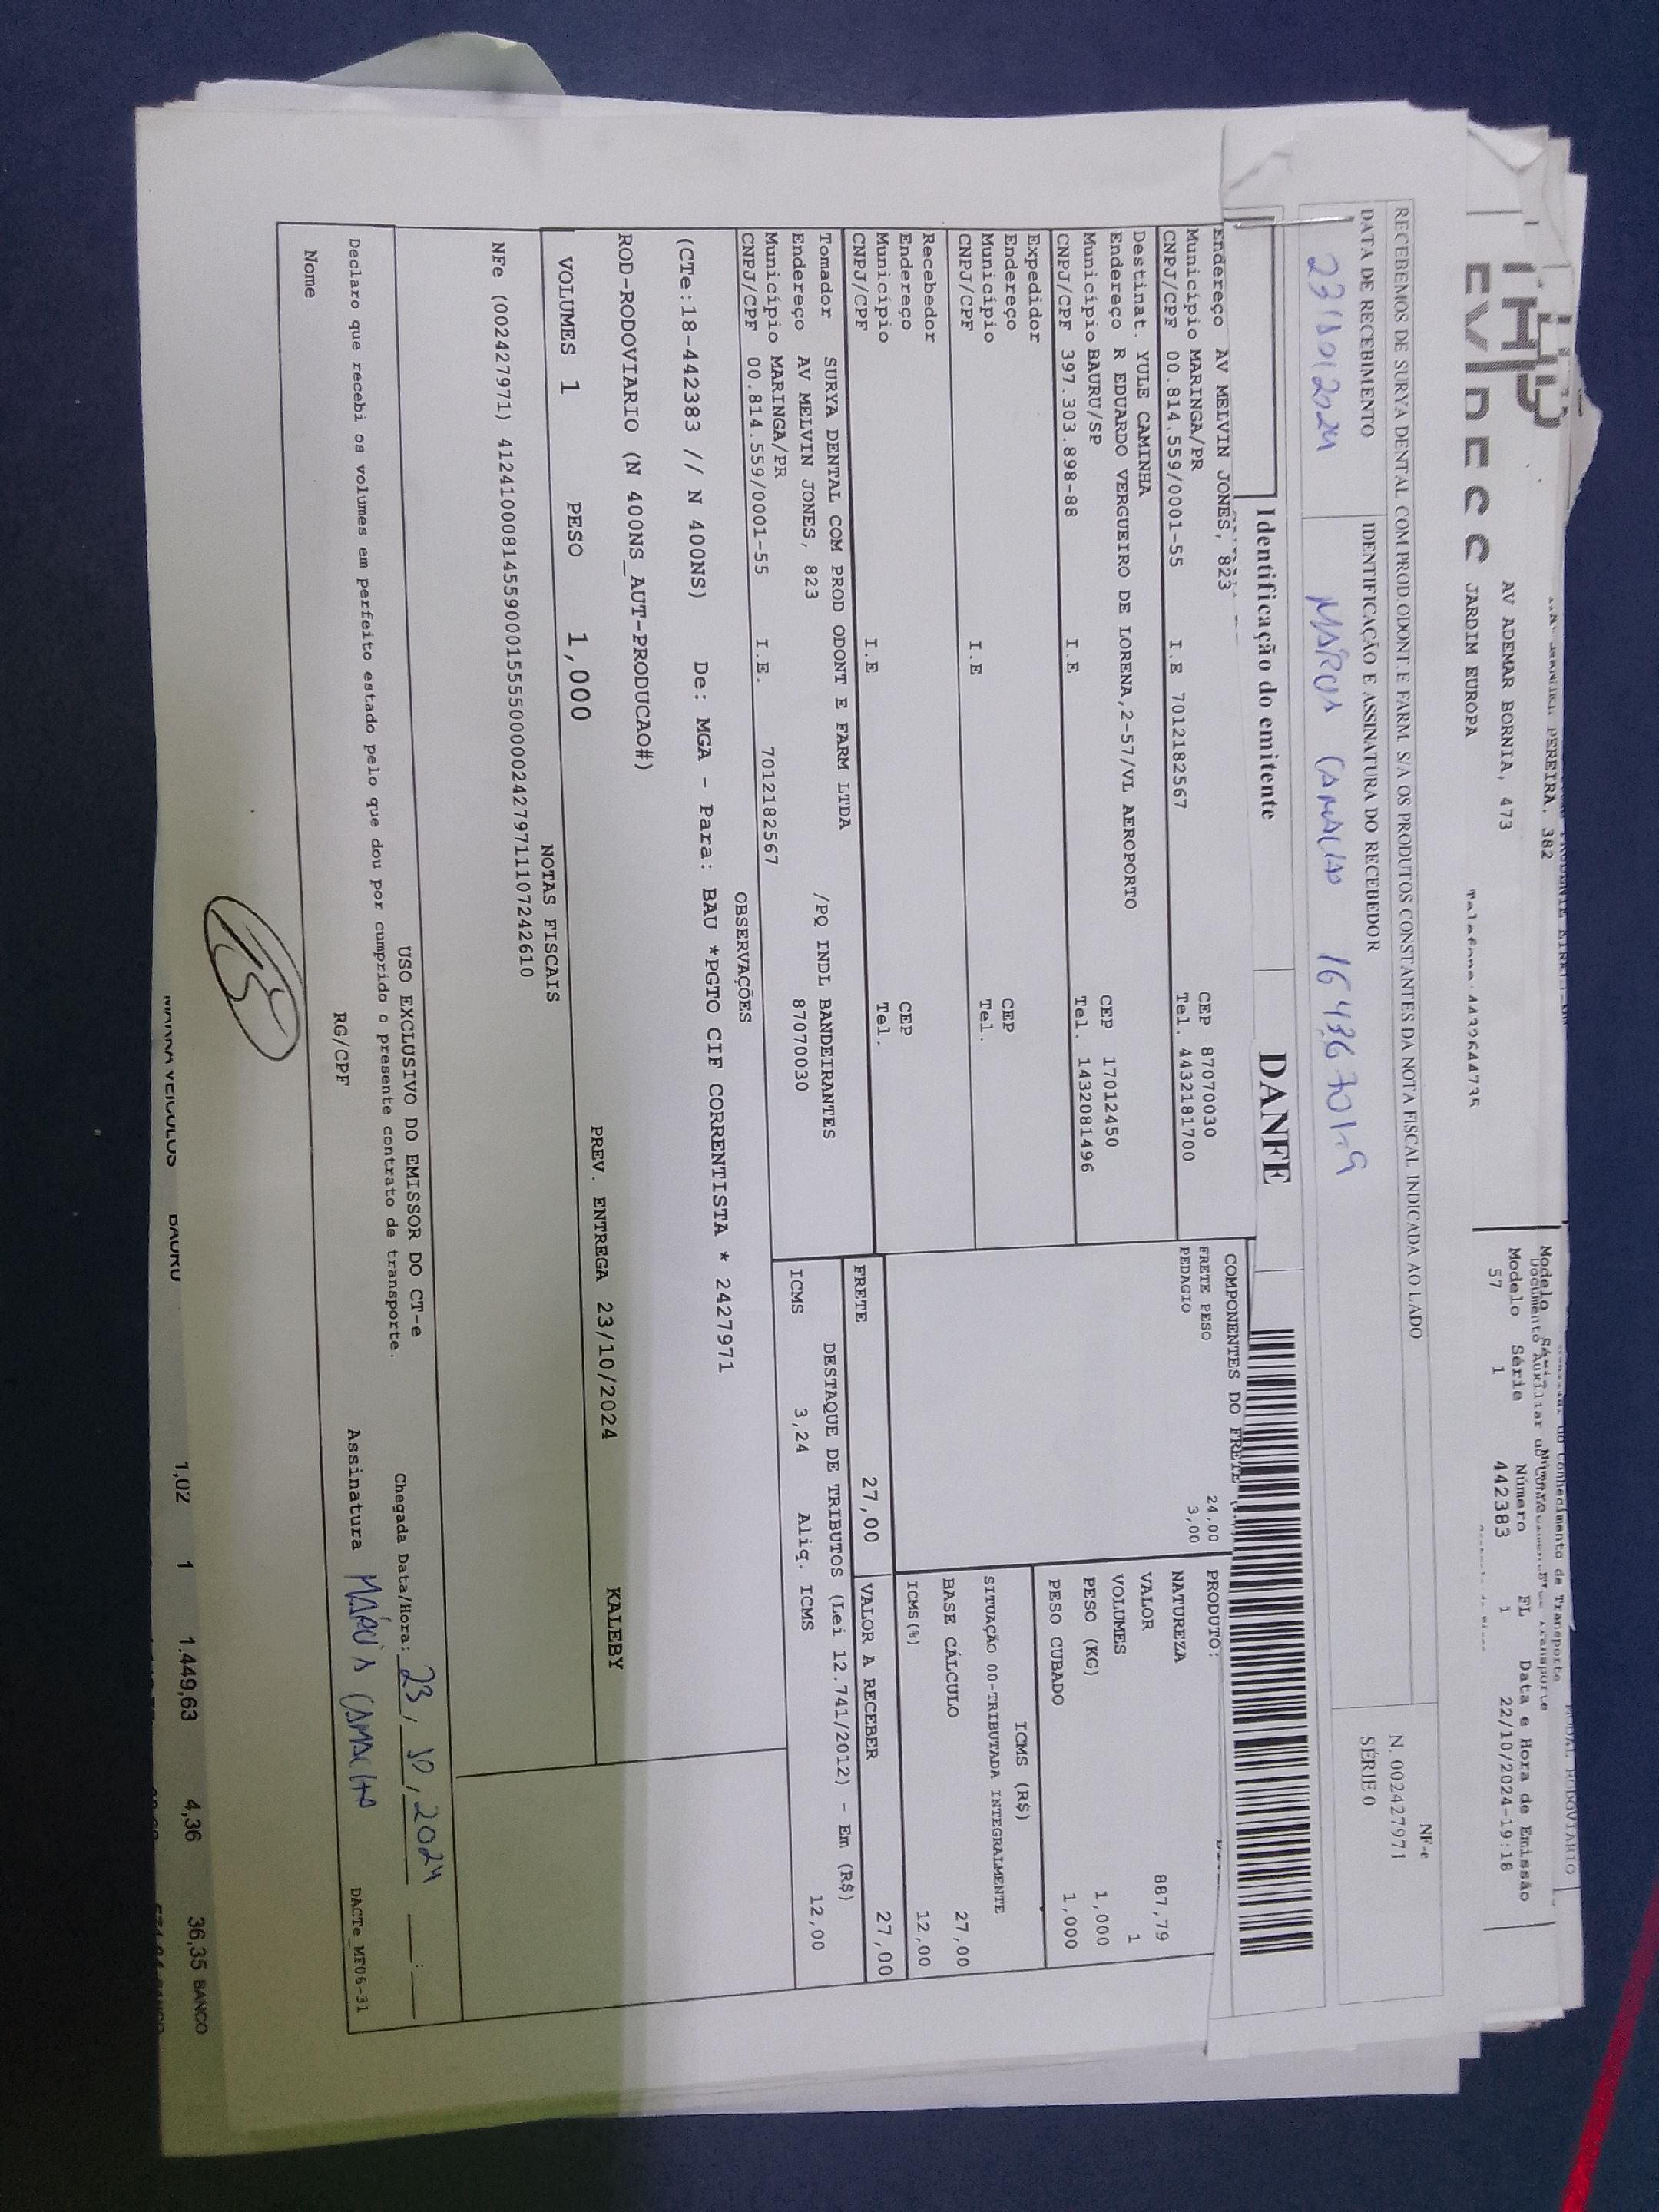 PEREIRA, 382
AV ADEMAR BORNIA, 473
JARDIM EUROPA
MODAL RODOVIARIO
Modelo Série Número FL Data e Hora de Emissão
57 1 442383 1 22/10/2024-19:18
RECEBEMOS DE SURYA DENTAL COM.PROD.ODONT.E FARM. S/A OS PRODUTOS CONSTANTES DA NOTA FISCAL INDICADA AO LADO
NF-e
N. 002427971
SÉRIE 0
DATA DE RECEBIMENTO
IDENTIFICAÇÃO E ASSINATURA DO RECEBEDOR
23/10/2024 MÁRCIA CAMACHO
Identificação do emitente
DANFE
Endereço AV MELVIN JONES, 823
Município MARINGA/PR CEP 87070030
CNPJ/CPF 00.814.559/0001-55 I.E 7012182567 Tel. 4432181700
Destinat. YULE CAMINHA
Endereço R EDUARDO VERGUEIRO DE LORENA,2-57/VL AEROPORTO
Município BAURU/SP CEP 17012450
CNPJ/CPF 397.303.898-88 I.E Tel. 1432081496
Expedidor
Endereço
Município CEP
CNPJ/CPF I.E Tel.
Recebedor
Endereço
Município CEP
CNPJ/CPF I.E Tel.
COMPONENTES DO FRETE
FRETE PESO 24,00
PEDAGIO 3,00
PRODUTO:
NATUREZA
VALOR 887,79
VOLUMES 1
PESO (KG) 1,000
PESO CUBADO 1,000
ICMS (R$)
SITUAÇÃO 00-TRIBUTADA INTEGRALMENTE
BASE CÁLCULO 27,00
ICMS(%) 12,00
FRETE 27,00 VALOR A RECEBER 27,00
Tomador SURYA DENTAL COM PROD ODONT E FARM LTDA
Endereço AV MELVIN JONES, 823 /PQ INDL BANDEIRANTES
Município MARINGA/PR 87070030
CNPJ/CPF 00.814.559/0001-55 I.E. 7012182567
DESTAQUE DE TRIBUTOS (Lei 12.741/2012) - Em (R$)
ICMS 3,24 Aliq. ICMS 12,00
OBSERVAÇÕES
(CTe:18-442383 // N 400NS) De: MGA - Para: BAU *PGTO CIF CORRENTISTA * 2427971
ROD-RODOVIARIO (N 400NS_AUT-PRODUCAO#)
VOLUMES 1 PESO 1,000 PREV. ENTREGA 23/10/2024 KALEBY
NOTAS FISCAIS
NFe (002427971) 41241000814559000155550000024279711107242610
USO EXCLUSIVO DO EMISSOR DO CT-e
Declaro que recebi os volumes em perfeito estado pelo que dou por cumprido o presente contrato de transporte.
Chegada Data/Hora: 23/10/2024
Nome RG/CPF Assinatura MÁRCIA CAMACHO
DACTe_MF06-31
1,02 1 1.449,63 4,36 36,35 BANCO